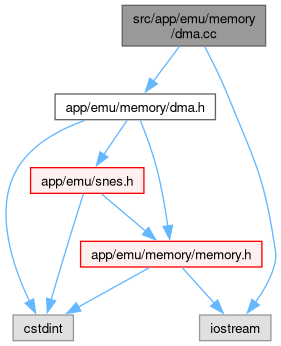 src/app/emu/memory
/dma.cc
app/emu/memory/dma.h
app/emu/snes.h
app/emu/memory/memory.h
cstdint
iostream